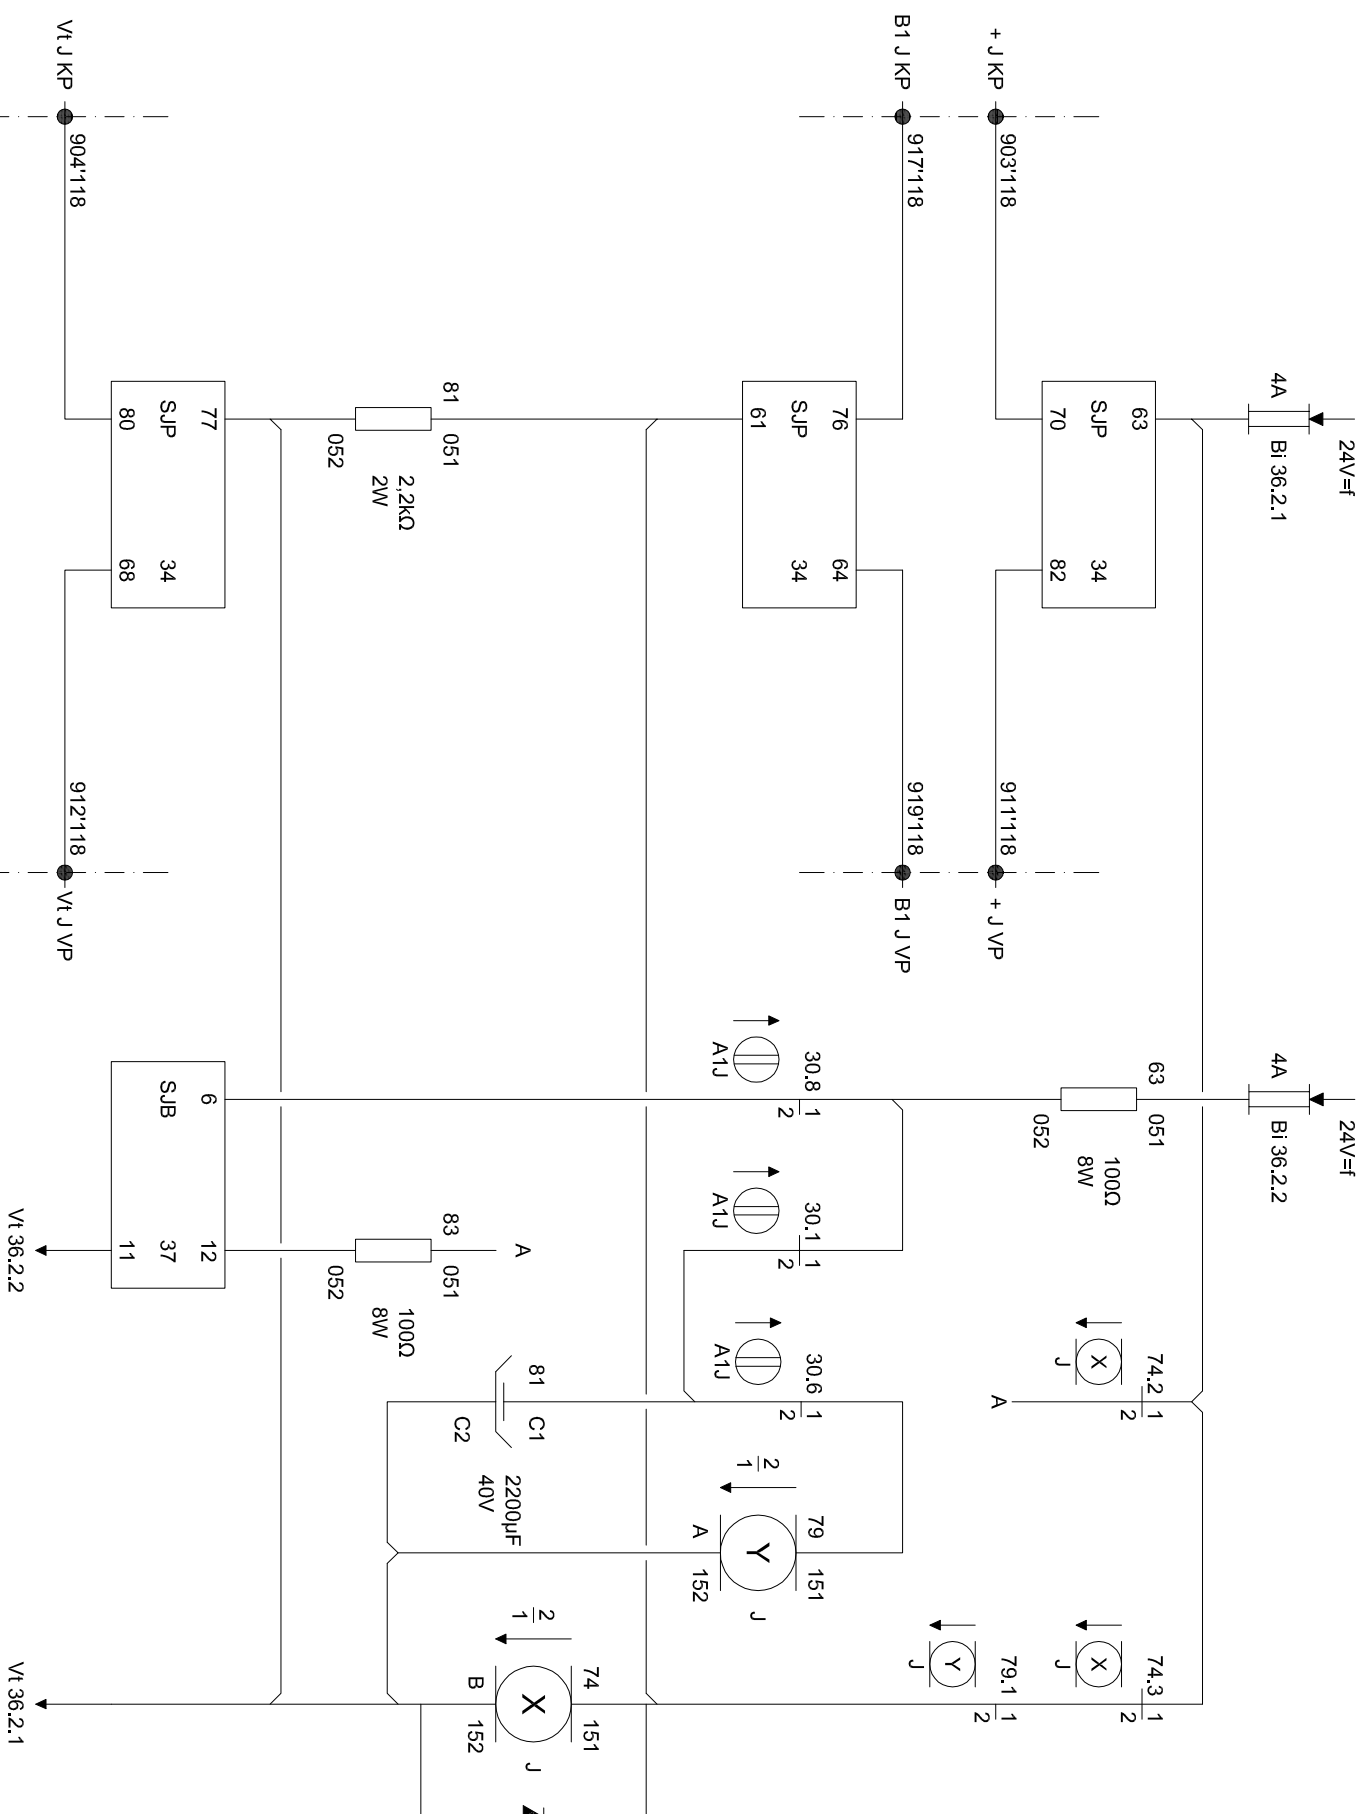 24V=f
24V=f
4A
Bi 36.2.1
4A
Bi 36.2.2
63
SJP
34
70
82
63
051
052
100Ω
8W
74.2
1
2
X
J
A
74.3
1
2
X
J
+ J KP
903'118
911'118
+ J VP
79.1
1
2
Y
J
B1 J KP
917'118
919'118
B1 J VP
76
64
SJP
34
61
30.8
1
2
A1J
30.1
1
2
A1J
30.6
1
2
A1J
2
1
79
151
Y
A
152
J
81
051
052
2,2kΩ
2W
83
051
052
100Ω
8W
A
81
C1
C2
2200µF
40V
2
1
74
151
X
B
152
J
77
SJP
34
80
68
6
12
SJB
37
11
Vt J KP
904'118
912'118
Vt J VP
Vt 36.2.2
Vt 36.2.1